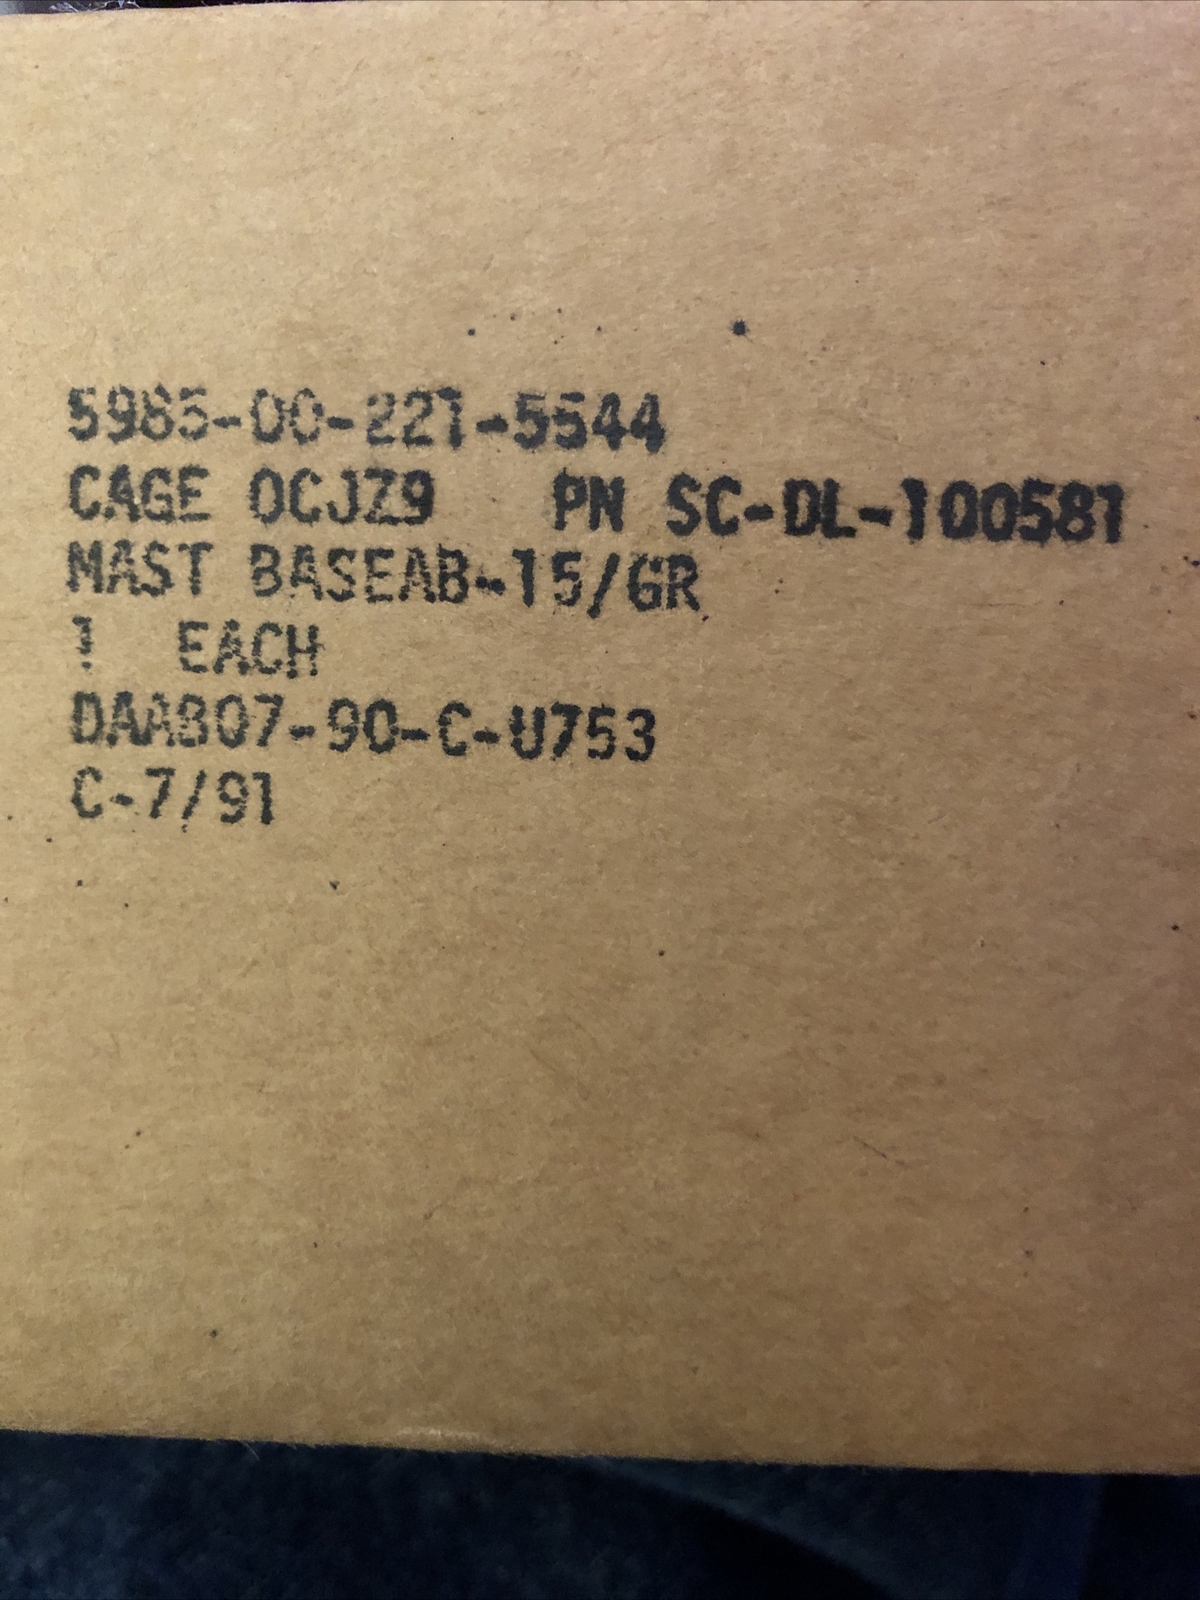 5985-00-221-5544
CAGE 0CJZ9 PN SC-DL-100581
MAST BASEAB-15/GR
1 EACH
DAAB07-90-C-U753
C-7/91